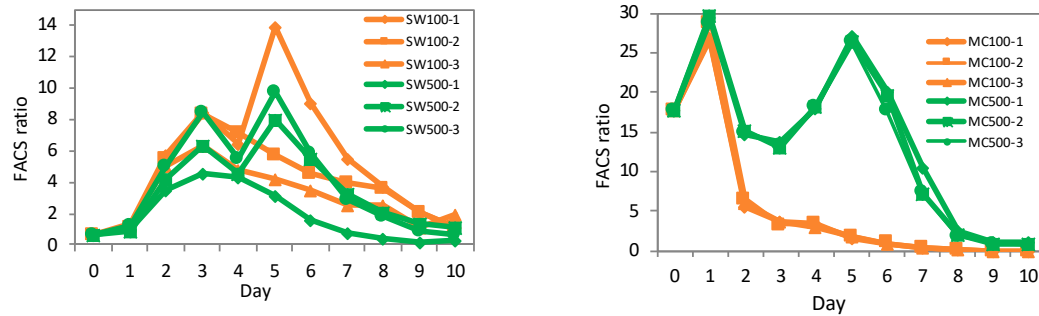 14
12
10
8
6
4
2
0
FACS ratio
0 1 2 3 4 5 6 7 8 9 10
Day
SW100-1
SW100-2
SW100-3
SW500-1
SW500-2
SW500-3
30
25
20
15
10
5
0
FACS ratio
0 1 2 3 4 5 6 7 8 9 10
Day
MC100-1
MC100-2
MC100-3
MC500-1
MC500-2
MC500-3